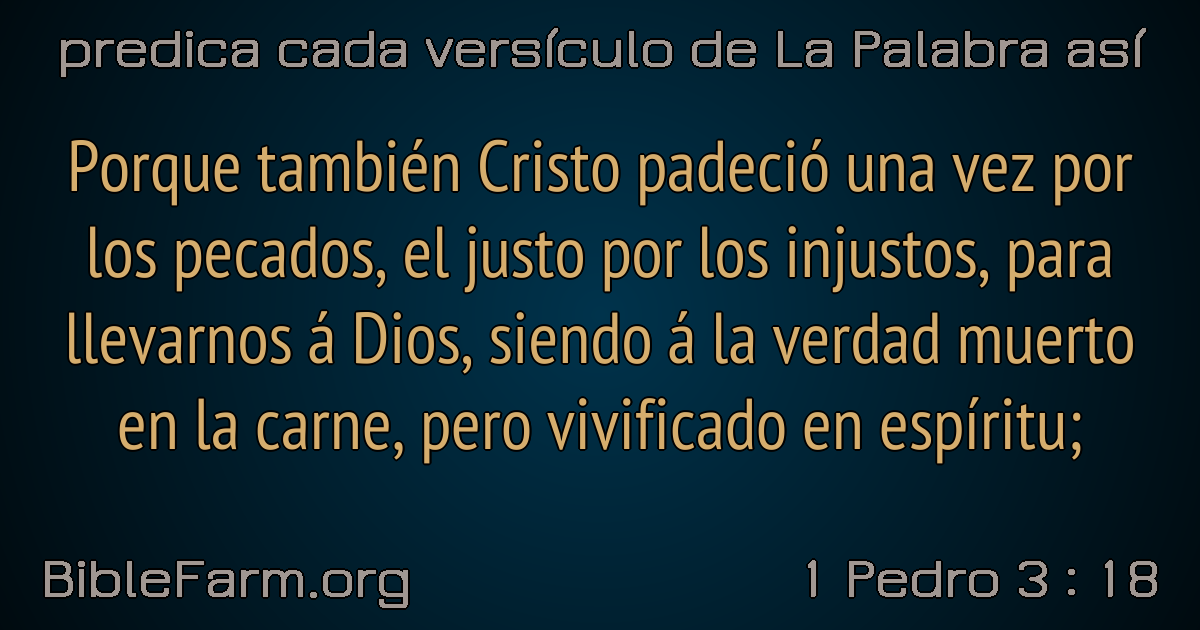 predica cada versículo de La Palabra así
Porque también Cristo padeció una vez por
los pecados, el justo por los injustos, para
llevarnos á Dios, siendo á la verdad muerto
en la carne, pero vivificado en espíritu;
BibleFarm.org
1 Pedro 3 : 18